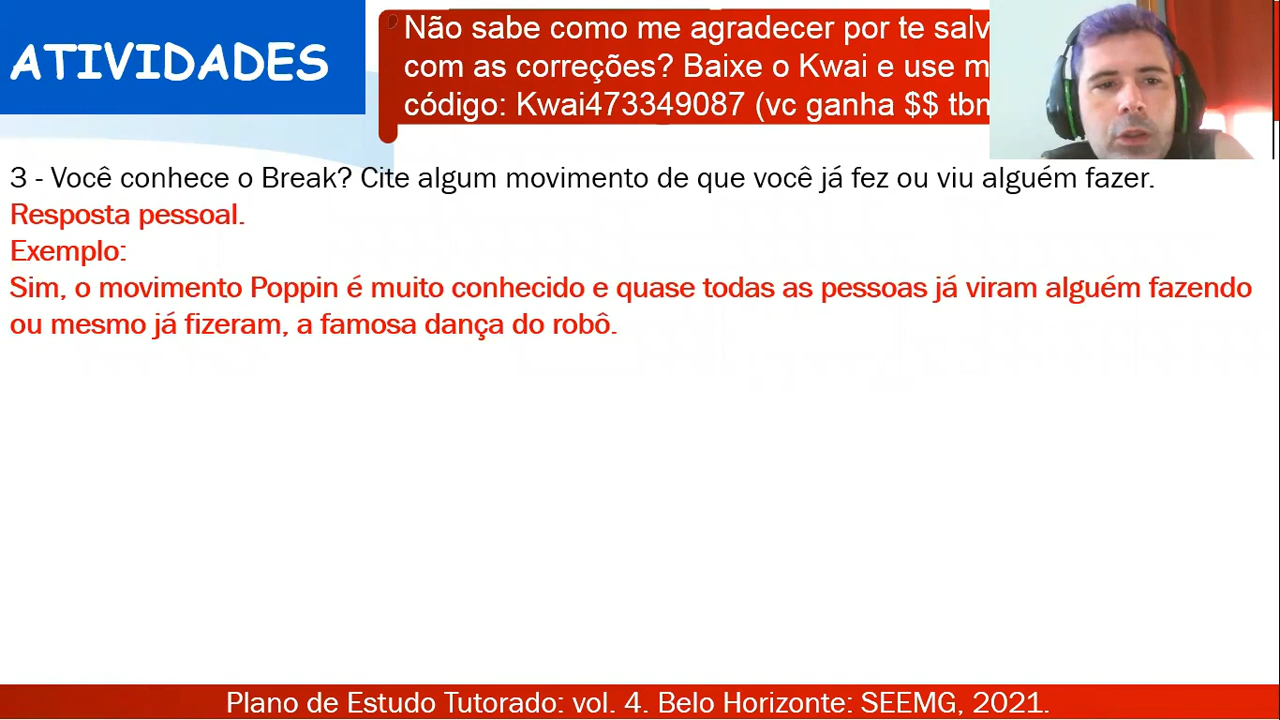 ATIVIDADES
Não sabe como me agradecer por te salv
com as correções? Baixe o Kwai e use m
código: Kwai473349087 (vc ganha $$ tbm
3 - Você conhece o Break? Cite algum movimento de que você já fez ou viu alguém fazer.
Resposta pessoal.
Exemplo:
Sim, o movimento Poppin é muito conhecido e quase todas as pessoas já viram alguém fazendo
ou mesmo já fizeram, a famosa dança do robô.
Plano de Estudo Tutorado: vol. 4. Belo Horizonte: SEEMG, 2021.